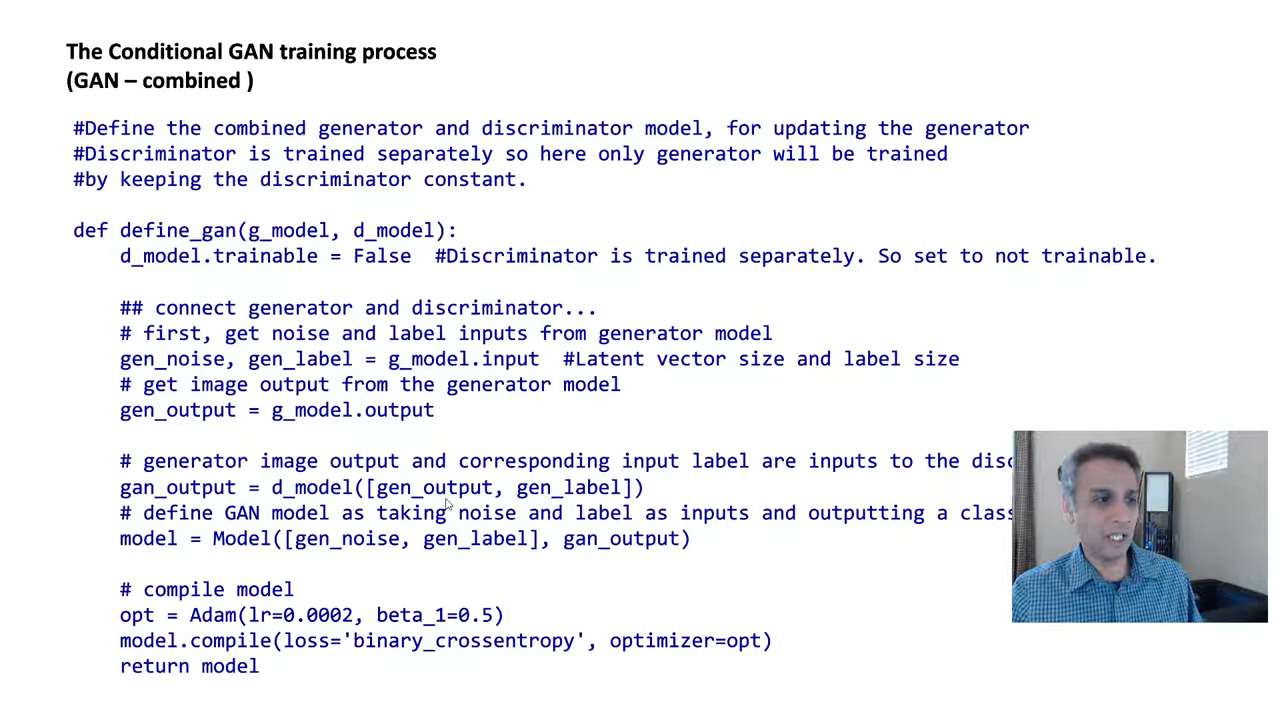 The Conditional GAN training process
(GAN – combined )
#Define the combined generator and discriminator model, for updating the generator
#Discriminator is trained separately so here only generator will be trained
#by keeping the discriminator constant.
def define_gan(g_model, d_model):
d_model.trainable = False #Discriminator is trained separately. So set to not trainable.
## connect generator and discriminator...
# first, get noise and label inputs from generator model
gen_noise, gen_label = g_model.input #Latent vector size and label size
# get image output from the generator model
gen_output = g_model.output
# generator image output and corresponding input label are inputs to the
gan_output = d_model([gen_output, gen_label])
# define GAN model as taking noise and label as inputs and outputting a
model = Model([gen_noise, gen_label], gan_output)
# compile model
opt = Adam(lr=0.0002, beta_1=0.5)
model.compile(loss='binary_crossentropy', optimizer=opt)
return model